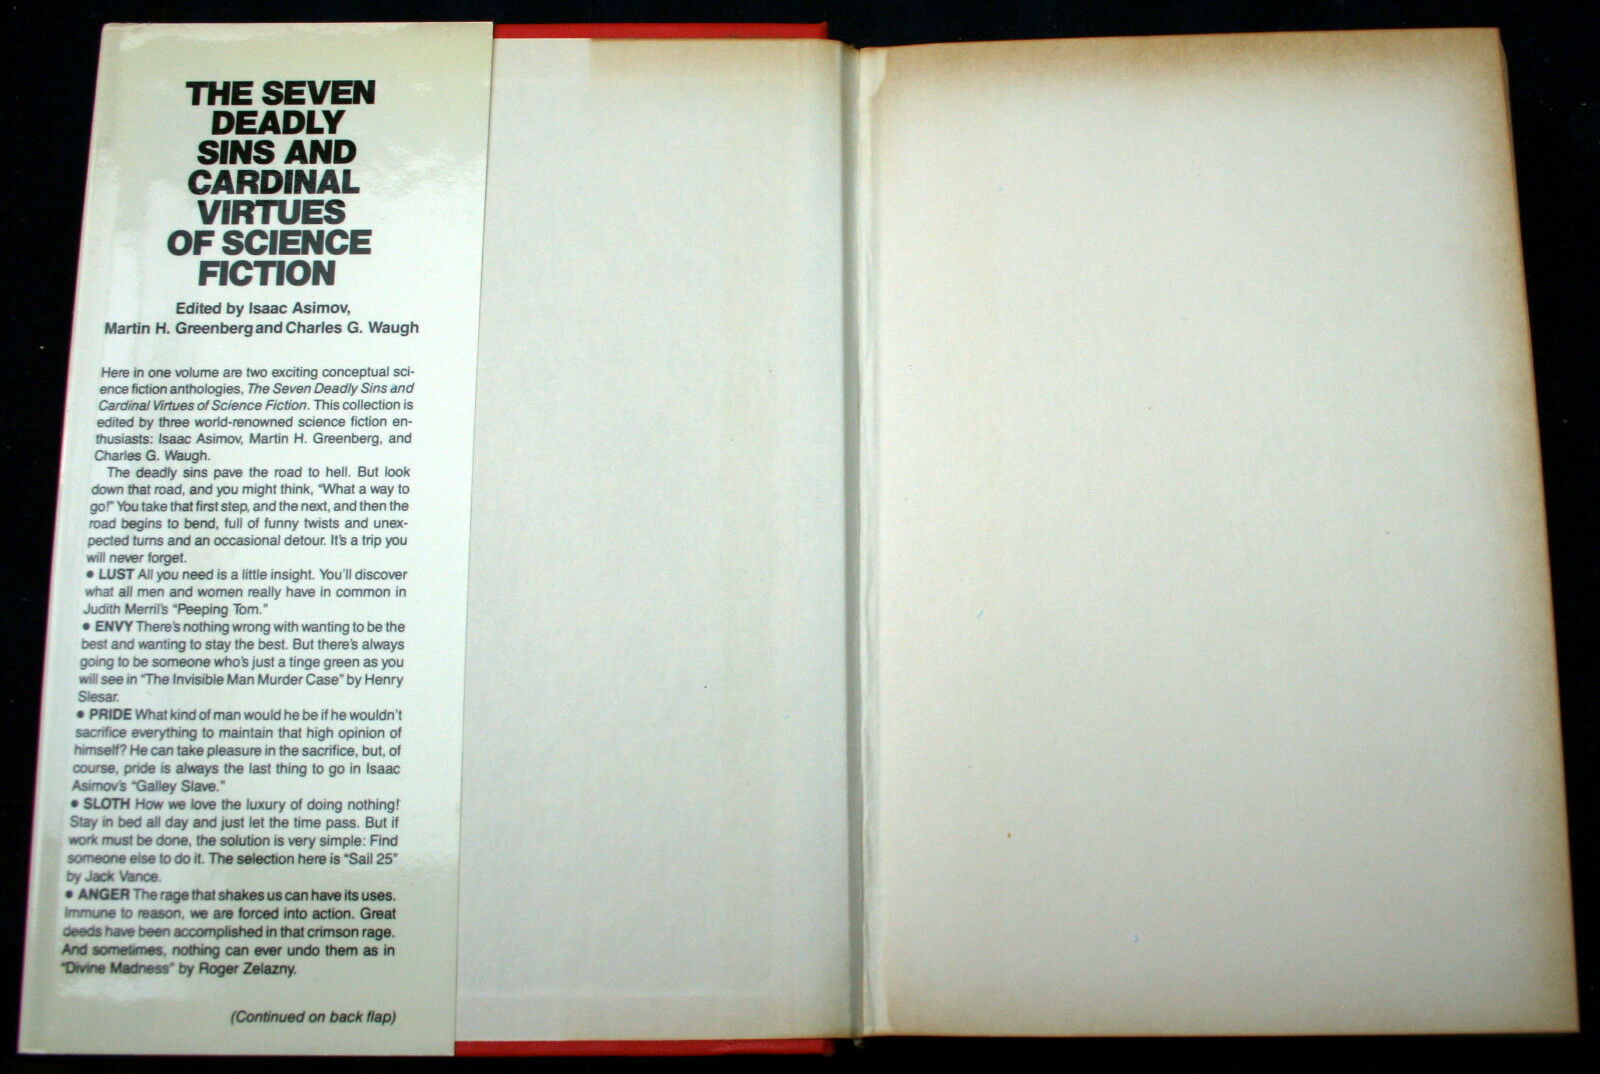 THE SEVEN
DEADLY
SINS AND
CARDINAL
VIRTUES
OF SCIENCE
FICTION
Edited by Isaac Asimov,
Martin H. Greenberg and Charles G. Waugh
Here in one volume are two exciting conceptual sci-
ence fiction anthologies, The Seven Deadly Sins and
Cardinal Virtues of Science Fiction. This collection is
edited by three world-renowned science fiction en-
thusiasts: Isaac Asimov, Martin H. Greenberg, and
Charles G. Waugh.
The deadly sins pave the road to hell. But look
down that road, and you might think, "What a way to
go!" You take that first step, and the next, and then the
road begins to bend, full of funny twists and unex-
pected turns and an occasional detour. It's a trip you
will never forget.
• LUST All you need is a little insight. You'll discover
what all men and women really have in common in
Judith Merril's "Peeping Tom."
• ENVY There's nothing wrong with wanting to be the
best and wanting to stay the best. But there's always
going to be someone who's just a tinge green as you
will see in "The Invisible Man Murder Case" by Henry
Slesar.
• PRIDE What kind of man would he be if he wouldn't
sacrifice everything to maintain that high opinion of
himself? He can take pleasure in the sacrifice, but, of
course, pride is always the last thing to go in Isaac
Asimov's "Galley Slave."
• SLOTH How we love the luxury of doing nothing!
Stay in bed all day and just let the time pass. But if
work must be done, the solution is very simple: Find
someone else to do it. The selection here is "Sail 25"
by Jack Vance.
• ANGER The rage that shakes us can have its uses.
Immune to reason, we are forced into action. Great
deeds have been accomplished in that crimson rage.
And sometimes, nothing can ever undo them as in
"Divine Madness" by Roger Zelazny.
(Continued on back flap)